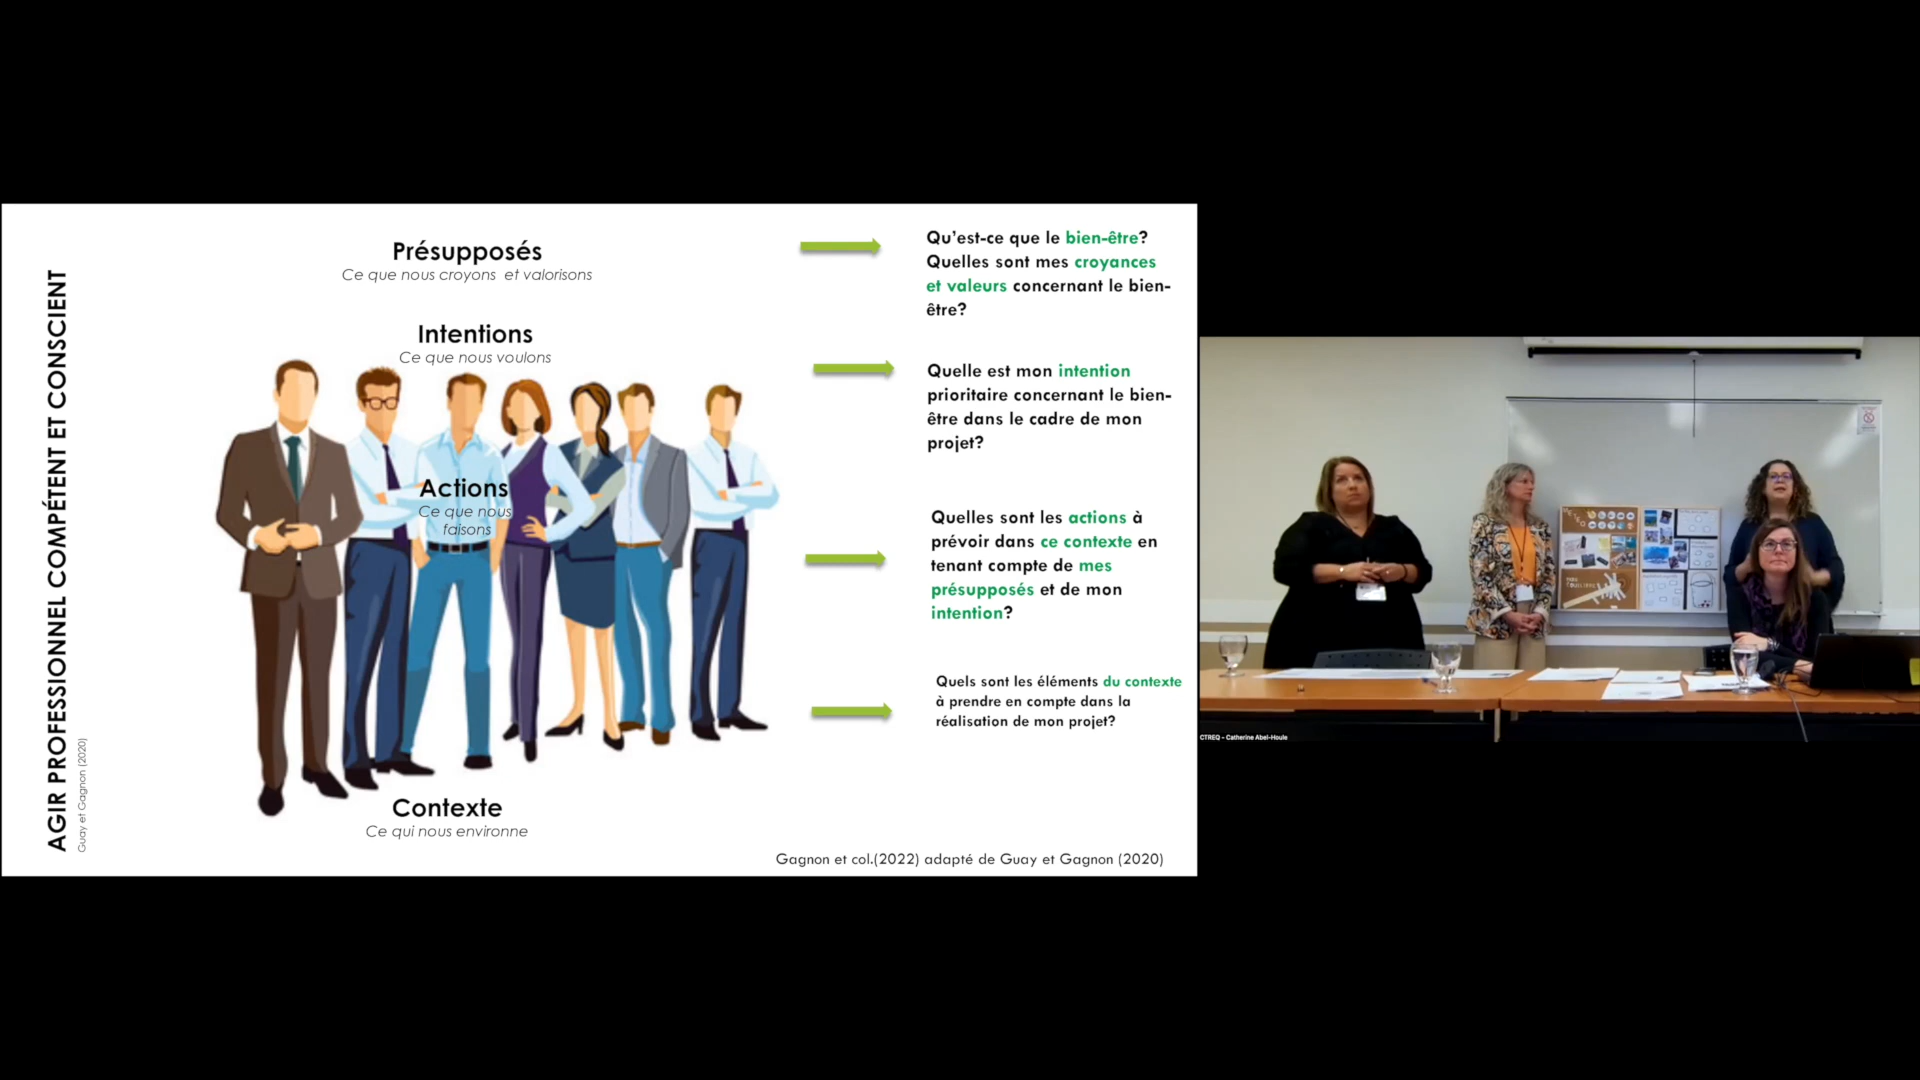 AGIR PROFESSIONNEL COMPÉTENT ET CONSCIENT
Guay et Gagnon (2020)
Présupposés
Ce que nous croyons et valorisons
Intentions
Ce que nous voulons
Actions
Ce que nous
faisons
Contexte
Ce qui nous environne
Qu'est-ce que le bien-être?
Quelles sont mes croyances
et valeurs concernant le bien-
être?
Quelle est mon intention
prioritaire concernant le bien-
être dans le cadre de mon
projet?
Quelles sont les actions à
prévoir dans ce contexte en
tenant compte de mes
présupposés et de mon
intention?
Quels sont les éléments du contexte
à prendre en compte dans la
réalisation de mon projet?
Gagnon et col.(2022) adapté de Guay et Gagnon (2020)
CTREQ - Catherine Abel-Houle